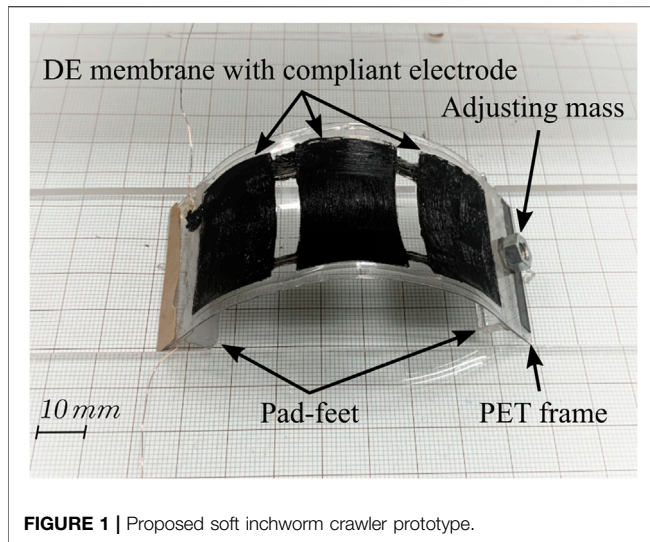 DE membrane with compliant electrode
Adjusting mass
10 mm
Pad-feet
PET frame
FIGURE 1 | Proposed soft inchworm crawler prototype.